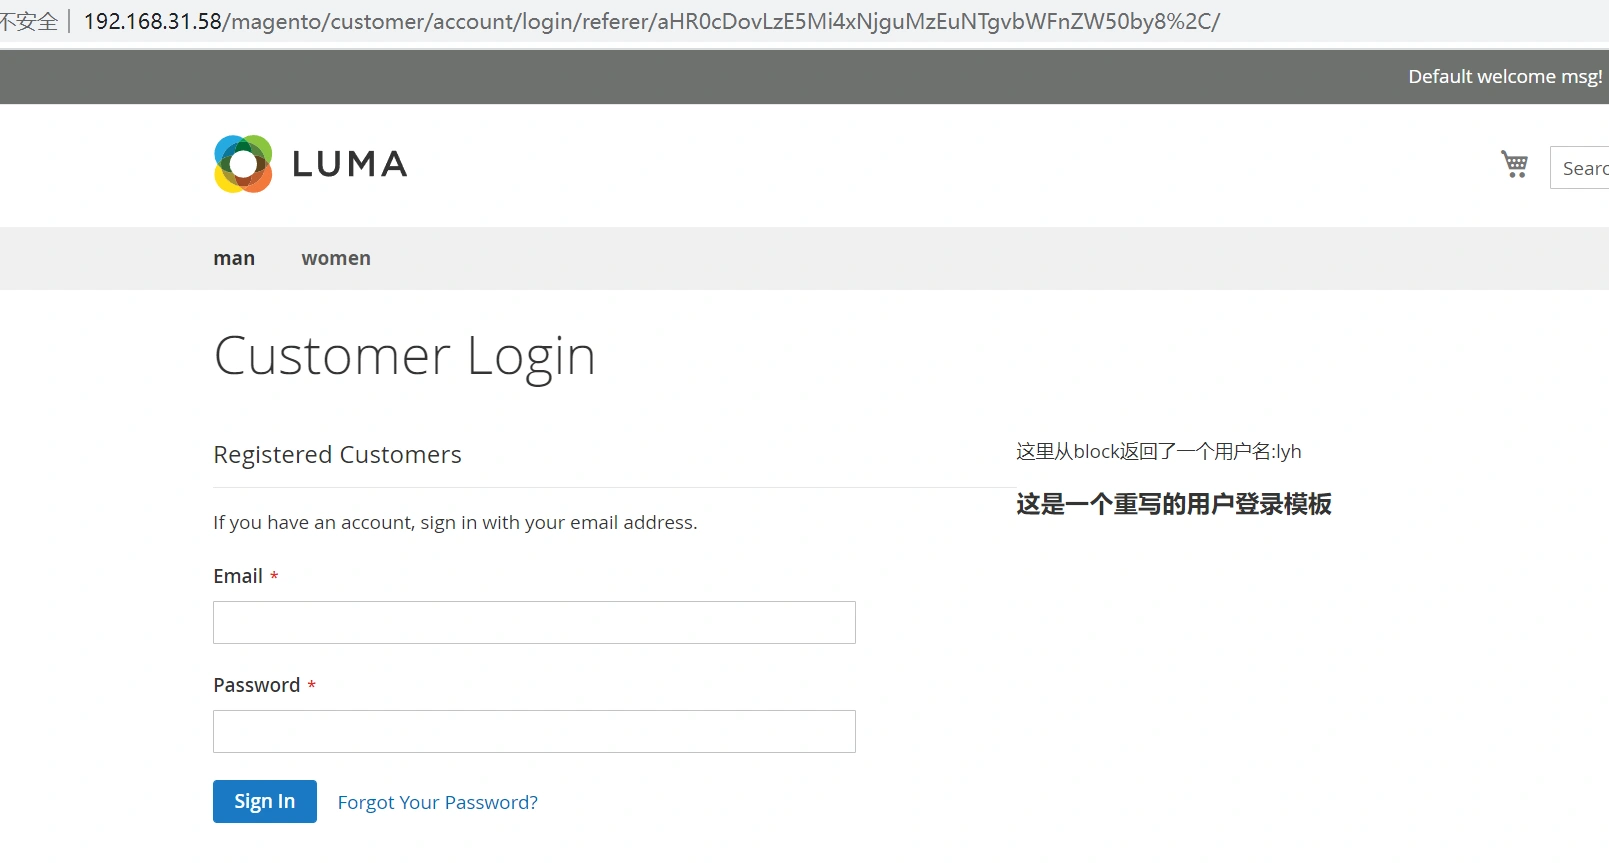 不安全 192.168.31.58/magento/customer/account/login/referer/aHR0cDovLzE5Mi4xNjguMzEuNTgvbWFnZW50by8%2C/
Default welcome msg!
LUMA
Searc
man women
Customer Login
Registered Customers
这里从block返回了一个用户名:lyh
这是一个重写的用户登录模板
If you have an account, sign in with your email address.
Email *
Password *
Sign In Forgot Your Password?